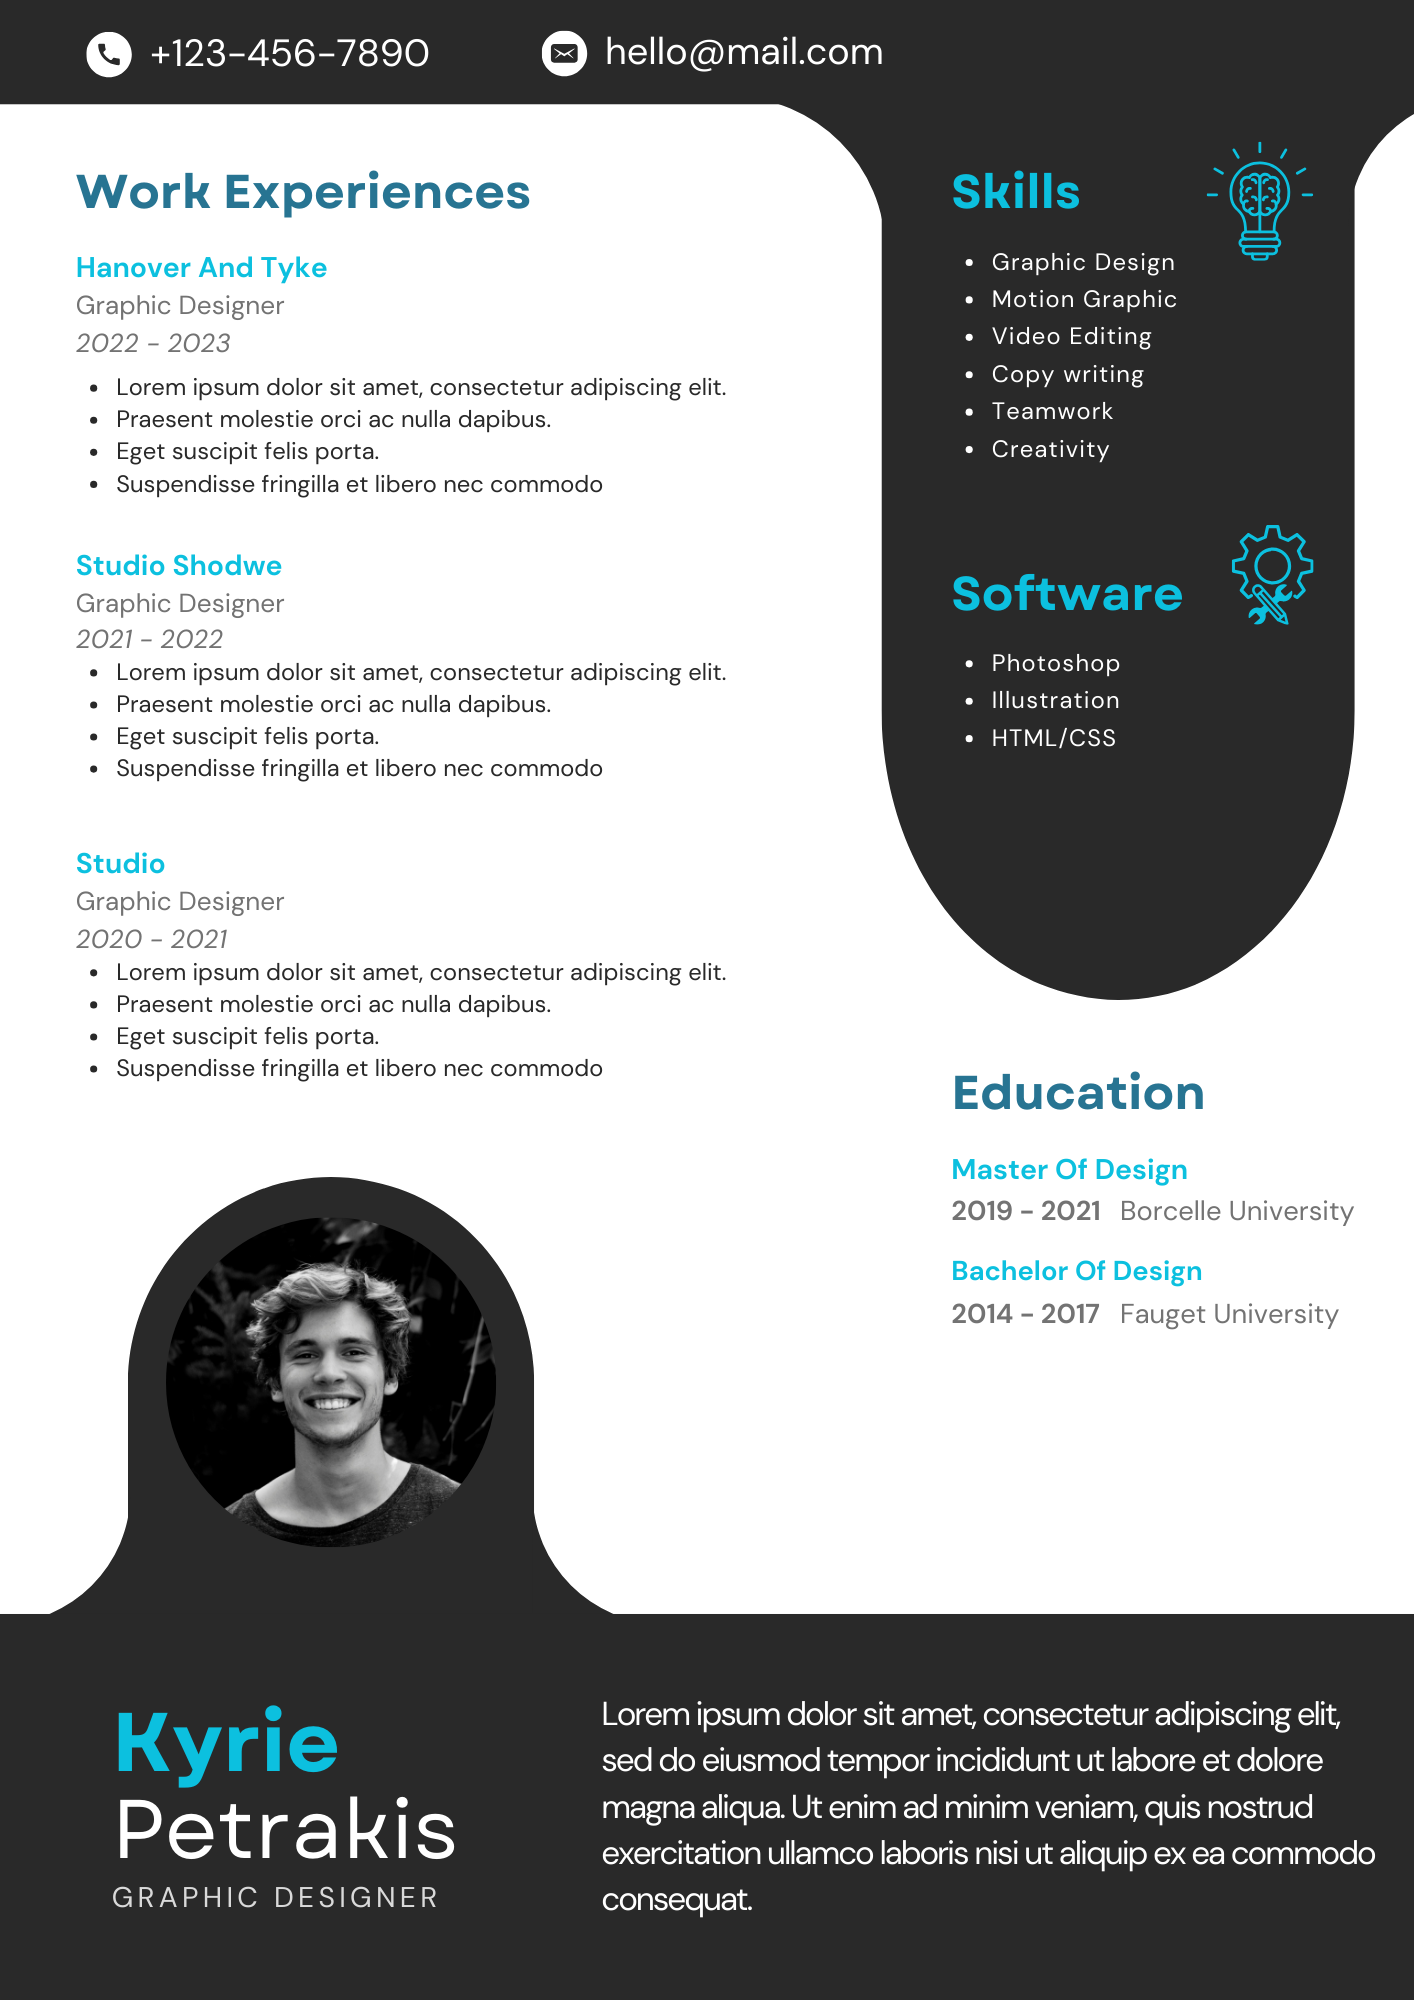 +123-456-7890
hello@mail.com
Work Experiences
Hanover And Tyke
Graphic Designer
2022 - 2023
• Lorem ipsum dolor sit amet, consectetur adipiscing elit.
• Praesent molestie orci ac nulla dapibus.
• Eget suscipit felis porta.
• Suspendisse fringilla et libero nec commodo
Studio Shodwe
Graphic Designer
2021 - 2022
• Lorem ipsum dolor sit amet, consectetur adipiscing elit.
• Praesent molestie orci ac nulla dapibus.
• Eget suscipit felis porta.
• Suspendisse fringilla et libero nec commodo
Studio
Graphic Designer
2020 - 2021
• Lorem ipsum dolor sit amet, consectetur adipiscing elit.
• Praesent molestie orci ac nulla dapibus.
• Eget suscipit felis porta.
• Suspendisse fringilla et libero nec commodo
Skills
• Graphic Design
• Motion Graphic
• Video Editing
• Copy writing
• Teamwork
• Creativity
Software
• Photoshop
• Illustration
• HTML/CSS
Education
Master Of Design
2019 - 2021 Borcelle University
Bachelor Of Design
2014 - 2017 Fauget University
Kyrie
Petrakis
GRAPHIC DESIGNER
Lorem ipsum dolor sit amet, consectetur adipiscing elit,
sed do eiusmod tempor incididunt ut labore et dolore
magna aliqua. Ut enim ad minim veniam, quis nostrud
exercitation ullamco laboris nisi ut aliquip ex ea commodo
consequat.